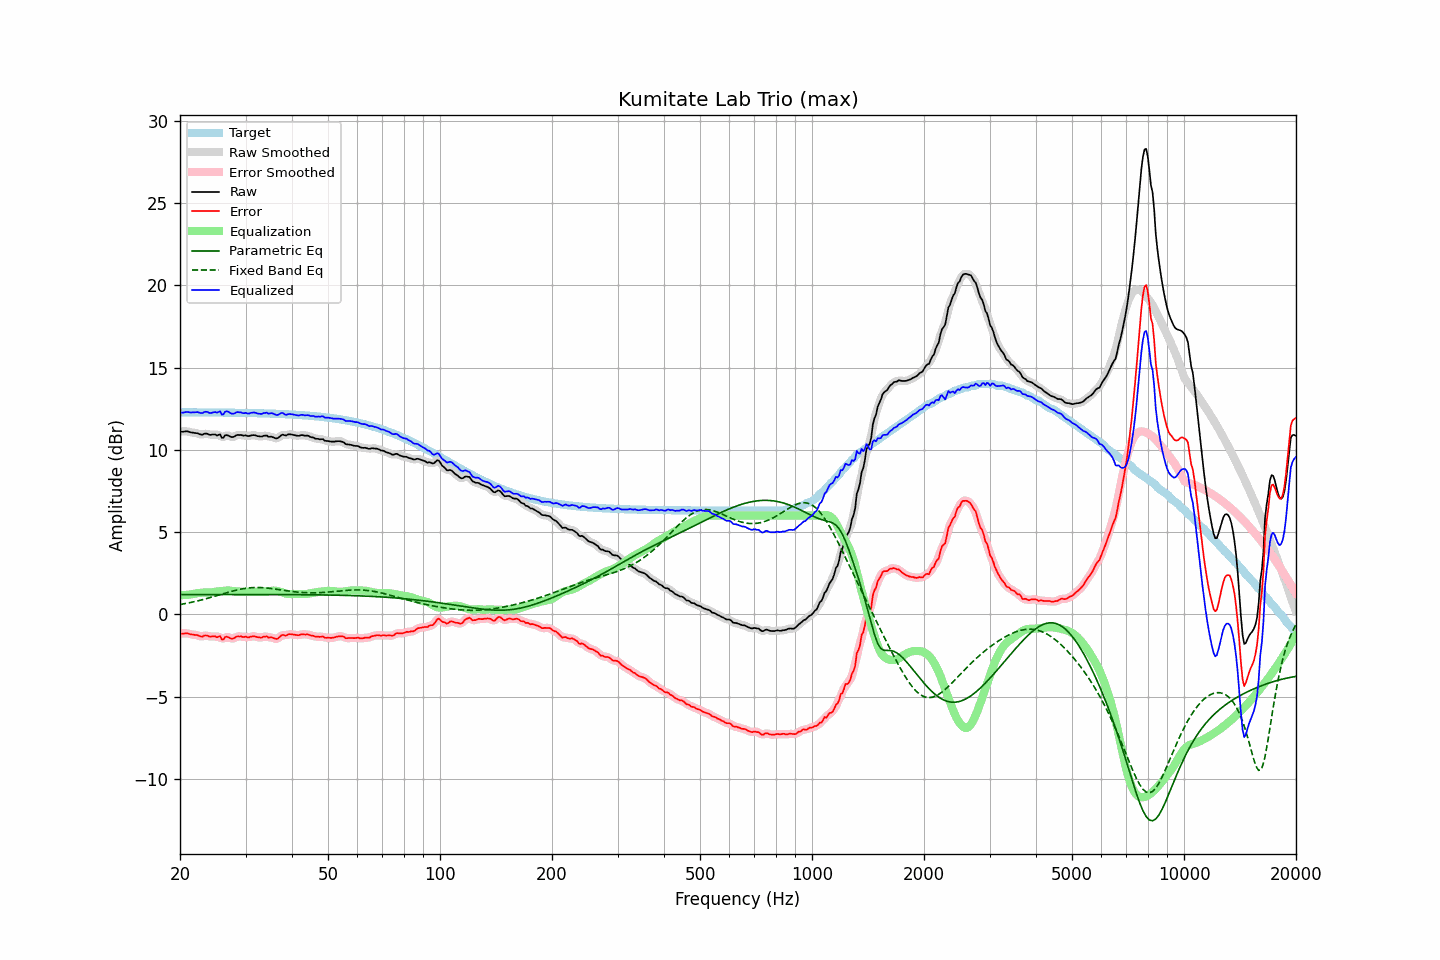 Kumitate Lab Trio (max)
Target
Raw Smoothed
Error Smoothed
Raw
Error
Equalization
Parametric Eq
Fixed Band Eq
Equalized
Amplitude (dBr)
30
25
20
15
10
5
0
−5
−10
20 50 100 200 500 1000 2000 5000 10000 20000
Frequency (Hz)